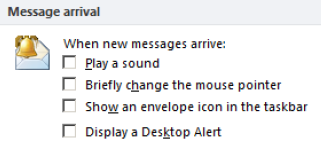 Message arrival
When new messages arrive:
Play a sound
Briefly change the mouse pointer
Show an envelope icon in the taskbar
Display a Desktop Alert